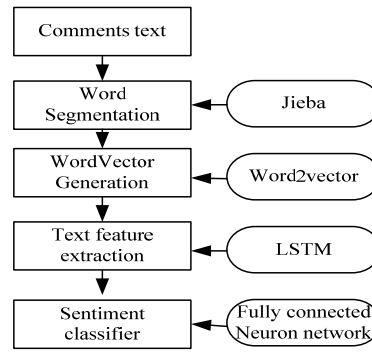 Comments text
Word
Segmentation
Jieba
WordVector
Generation
Word2vector
Text feature
extraction
LSTM
Sentiment
classifier
Fully connected
Neuron network